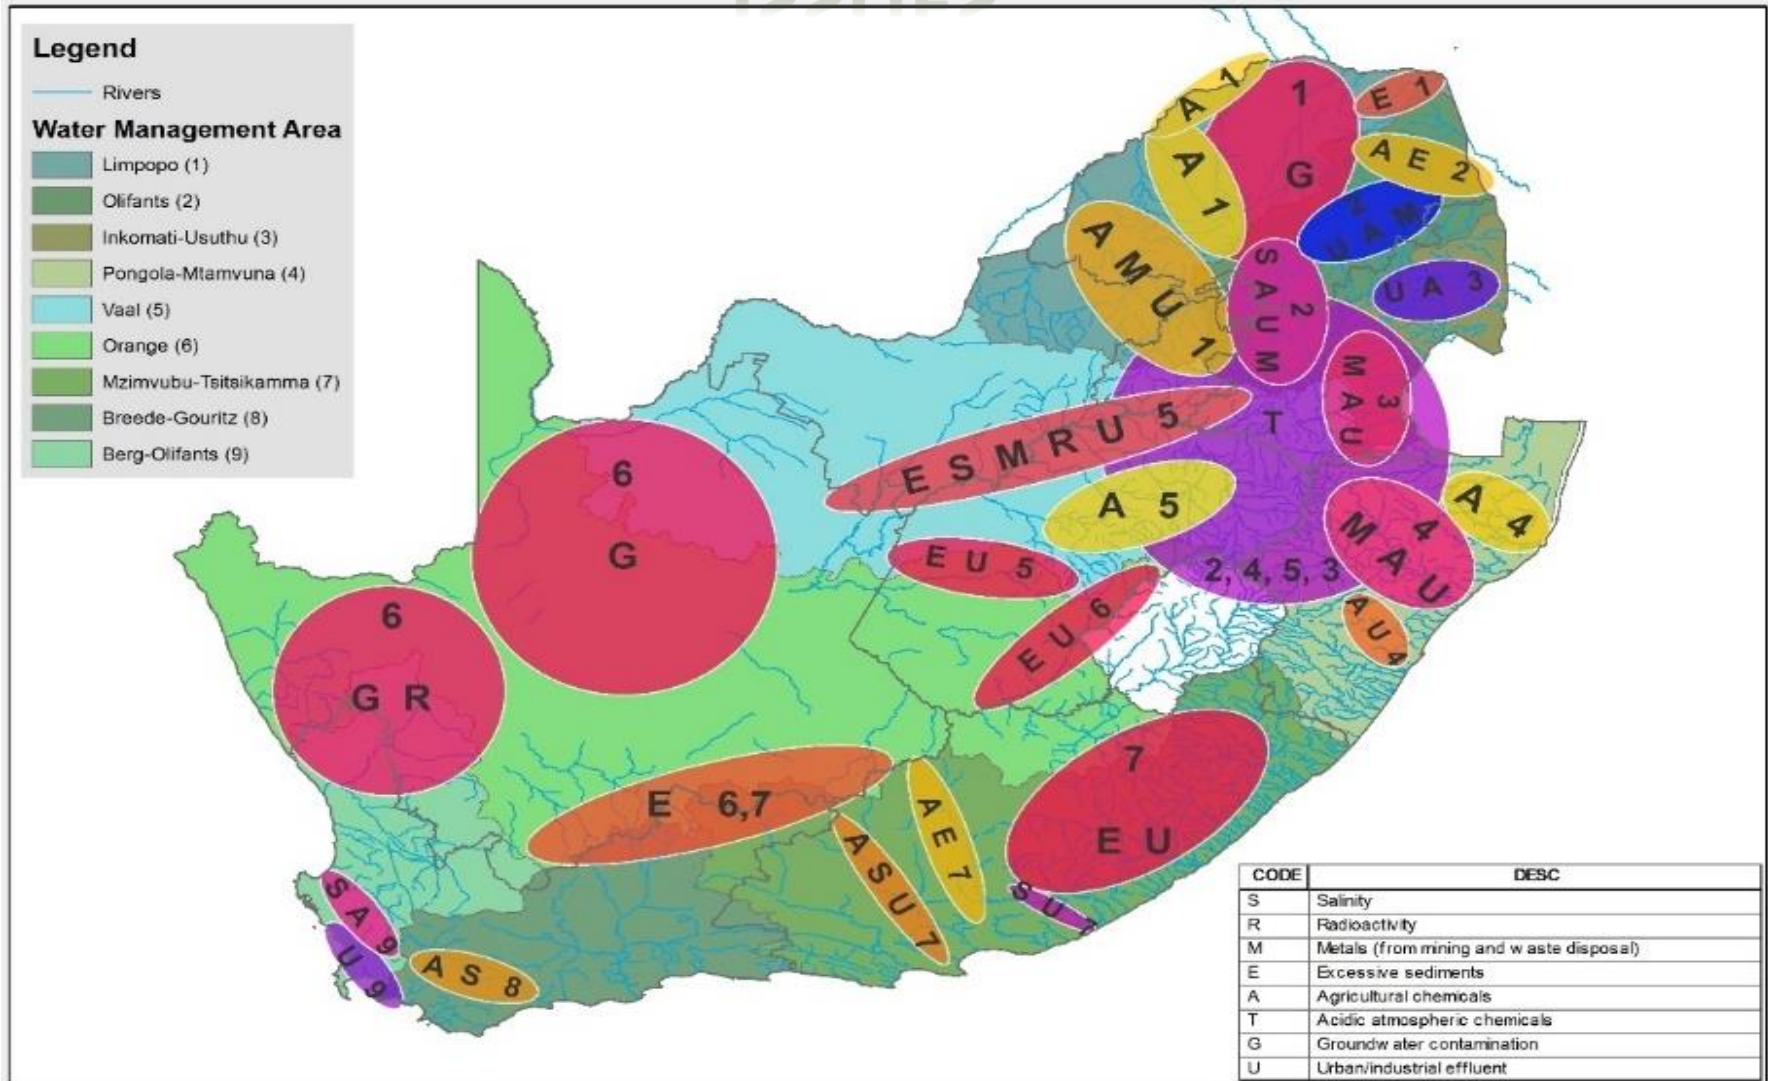 Legend
Rivers
Water Management Area
Limpopo (1)
Olifants (2)
Inkomati-Usuthu (3)
Pongola-Mtamvuna (4)
Vaal (5)
Orange (6)
Mzimvubu-Tsitsikamma (7)
Breede-Gouritz (8)
Berg-Olifants (9)
A 1
1
G
E 1
A 1
A E 2
2
U A M
A M U 1
S A U M
2
U A 3
M A U
3
T
2, 4, 5, 3
E S M R U 5
A 5
A 4
4
M A U
6
G
E U 5
A U 4
E U 6
6
G R
7
E U
E 6,7
A E 7
A S U 7
S U 7
S A 9
U 9
A S 8
CODE DESC
S Salinity
R Radioactivity
M Metals (from mining and waste disposal)
E Excessive sediments
A Agricultural chemicals
T Acidic atmospheric chemicals
G Groundwater contamination
U Urban/industrial effluent